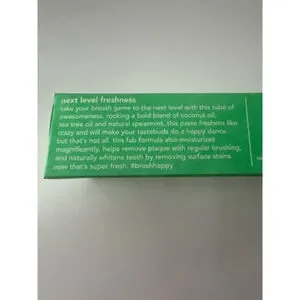 next level freshness
take your breath game to the next level with this tube of
awesomeness. rocking a bold blend of coconut oil,
tea tree oil and natural spearmint, this paste freshens like
crazy and will make your tastebuds do a happy dance.
but that's not all. this fab formula also moisturizes
magnificently, helps remove plaque with regular brushing,
and naturally whitens teeth by removing surface stains.
now that's super fresh. #brushhappy